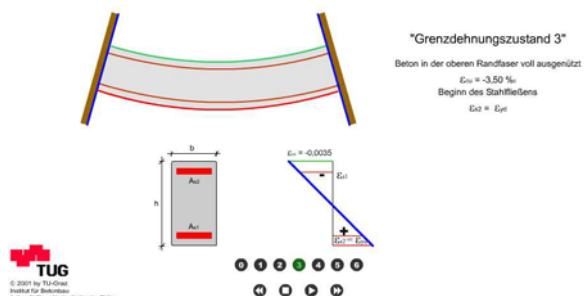 "Grenzdehnungszustand 3"
Beton in der oberen Randfaser voll ausgenützt
εcu = -3,50 ‰
Beginn des Stahlfließens
εs2 = εyd
b
h
As2
As1
= -0,0035
εs1
-
+
εs2 = εyd
0 1 2 3 4 5 6
TUG
© 2001 by TU-Graz
Institut für Betonbau